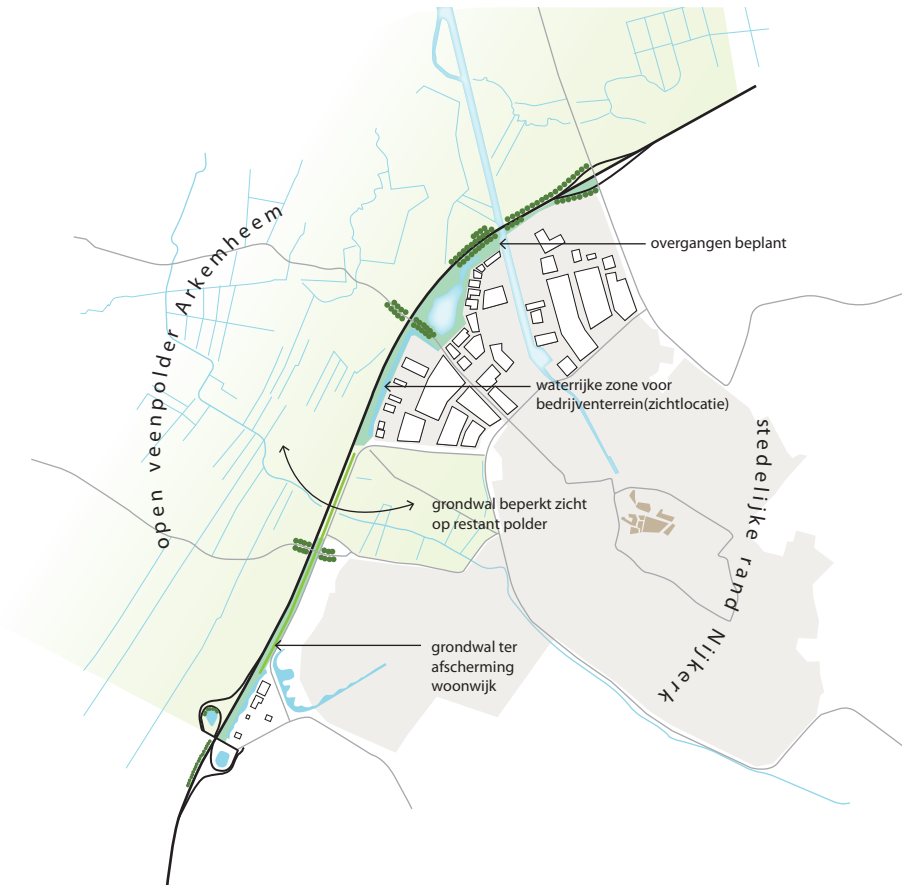 open veenpolder Arkemheem
overgangen beplant
waterrijke zone voor
bedrijventerrein(zichtlocatie)
stedelijke rand Nijkerk
grondwal beperkt zicht
op restant polder
grondwal ter
afscherming
woonwijk